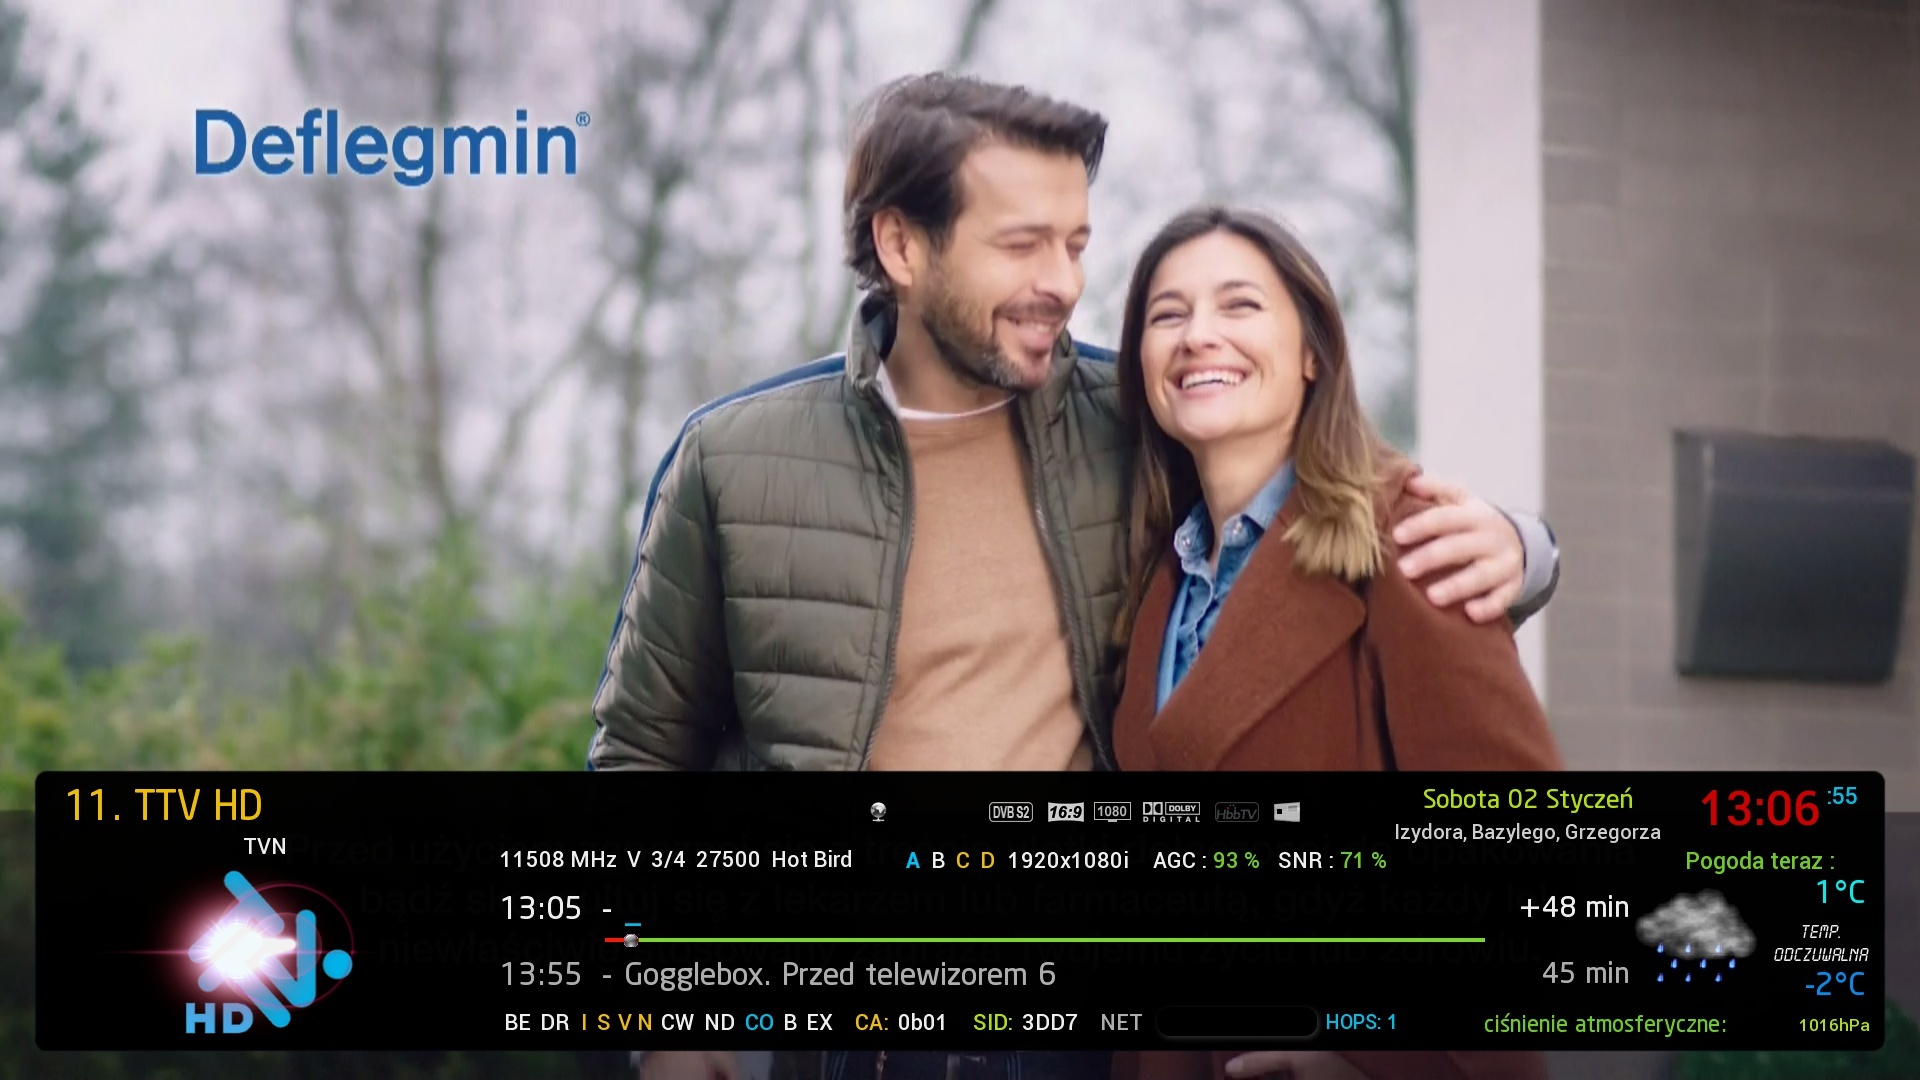 Deflegmin®
11. TTV HD
DVB S2 16:9 1080 DOLBY DIGITAL HbbTV
Sobota 02 Styczeń
13:06 :55
TVN
Izydora, Bazylego, Grzegorza
11508 MHz V 3/4 27500 Hot Bird A B C D 1920x1080i AGC : 93 % SNR : 71 %
Pogoda teraz :
1°C
13:05 -
+48 min
TEMP.
ODCZUWALNA
-2°C
13:55 - Gogglebox. Przed telewizorem 6
45 min
HD
BE DR I S V N CW ND CO B EX CA: 0b01 SID: 3DD7 NET HOPS: 1
ciśnienie atmosferyczne: 1016hPa